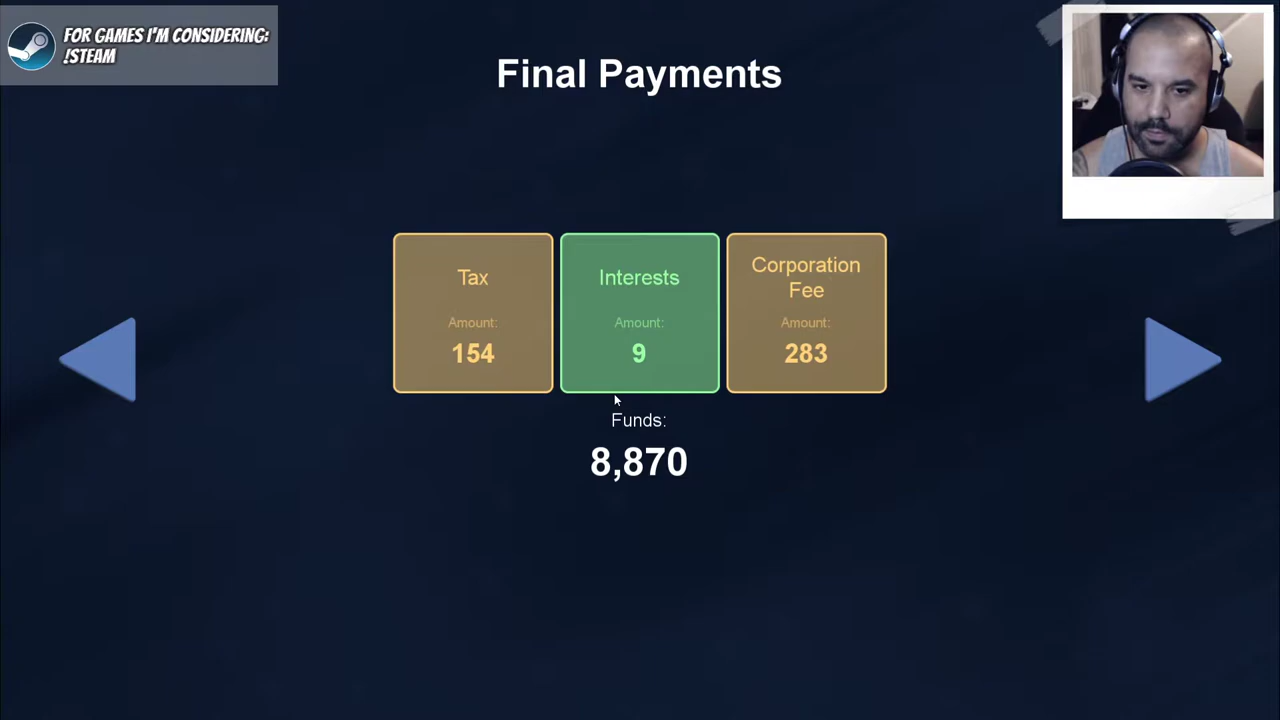 FOR GAMES I'M CONSIDERING:
!STEAM
Final Payments
Tax
Amount:
154
Interests
Amount:
9
Corporation
Fee
Amount:
283
Funds:
8,870